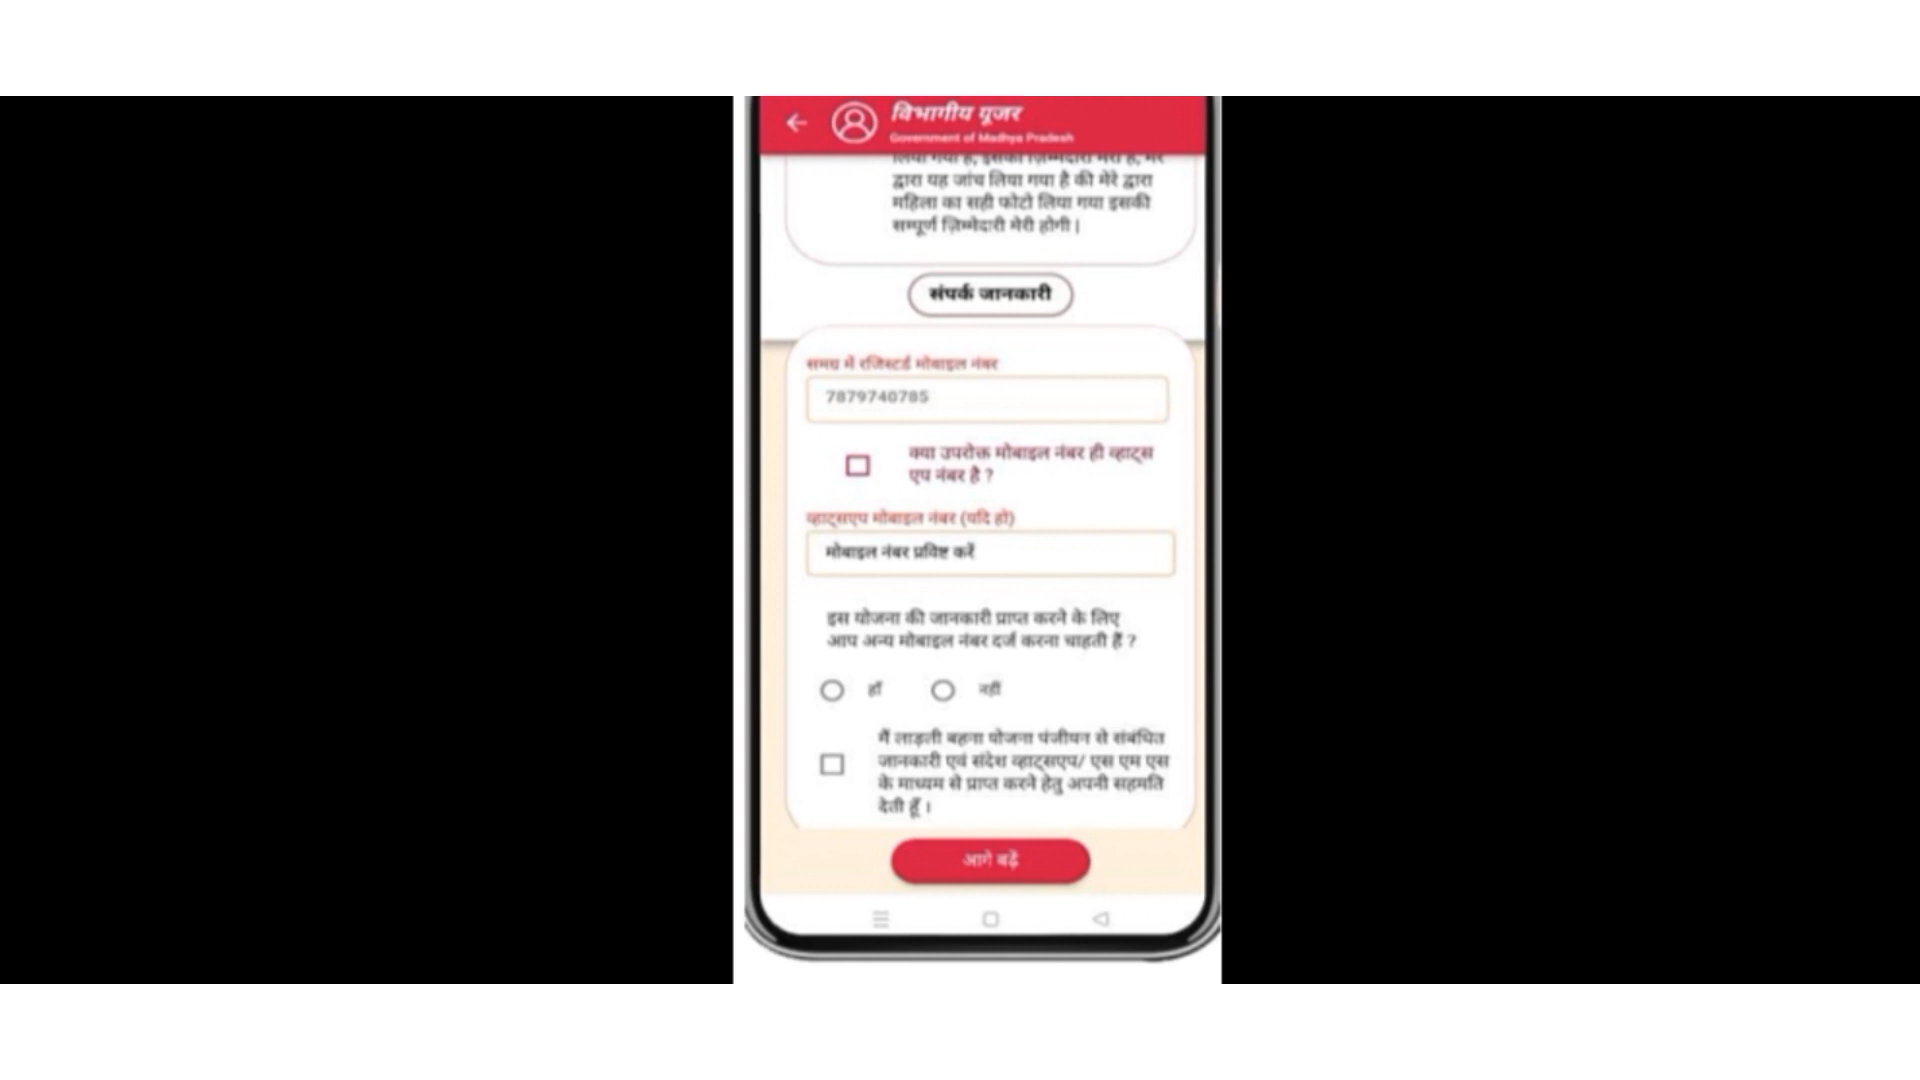 विभागीय यूजर
Government of Madhya Pradesh
लिया गया है, इसकी ज़िम्मेदारी मेरी है, मेरे
द्वारा यह जांच लिया गया है की मेरे द्वारा
महिला का सही फोटो लिया गया इसकी
सम्पूर्ण ज़िम्मेदारी मेरी होगी |
संपर्क जानकारी
समग्र में रजिस्टर्ड मोबाइल नंबर
7879740785
क्या उपरोक्त मोबाइल नंबर ही व्हाट्स
एप नंबर है ?
व्हाट्सएप मोबाइल नंबर (यदि हो)
मोबाइल नंबर प्रविष्ट करें
इस योजना की जानकारी प्राप्त करने के लिए
आप अन्य मोबाइल नंबर दर्ज करना चाहती हैं ?
हाँ नहीं
मैं लाड़ली बहना योजना पंजीयन से संबंधित
जानकारी एवं संदेश व्हाट्सएप/ एस एम एस
के माध्यम से प्राप्त करने हेतु अपनी सहमति
देती हूँ ।
आगे बढ़ें